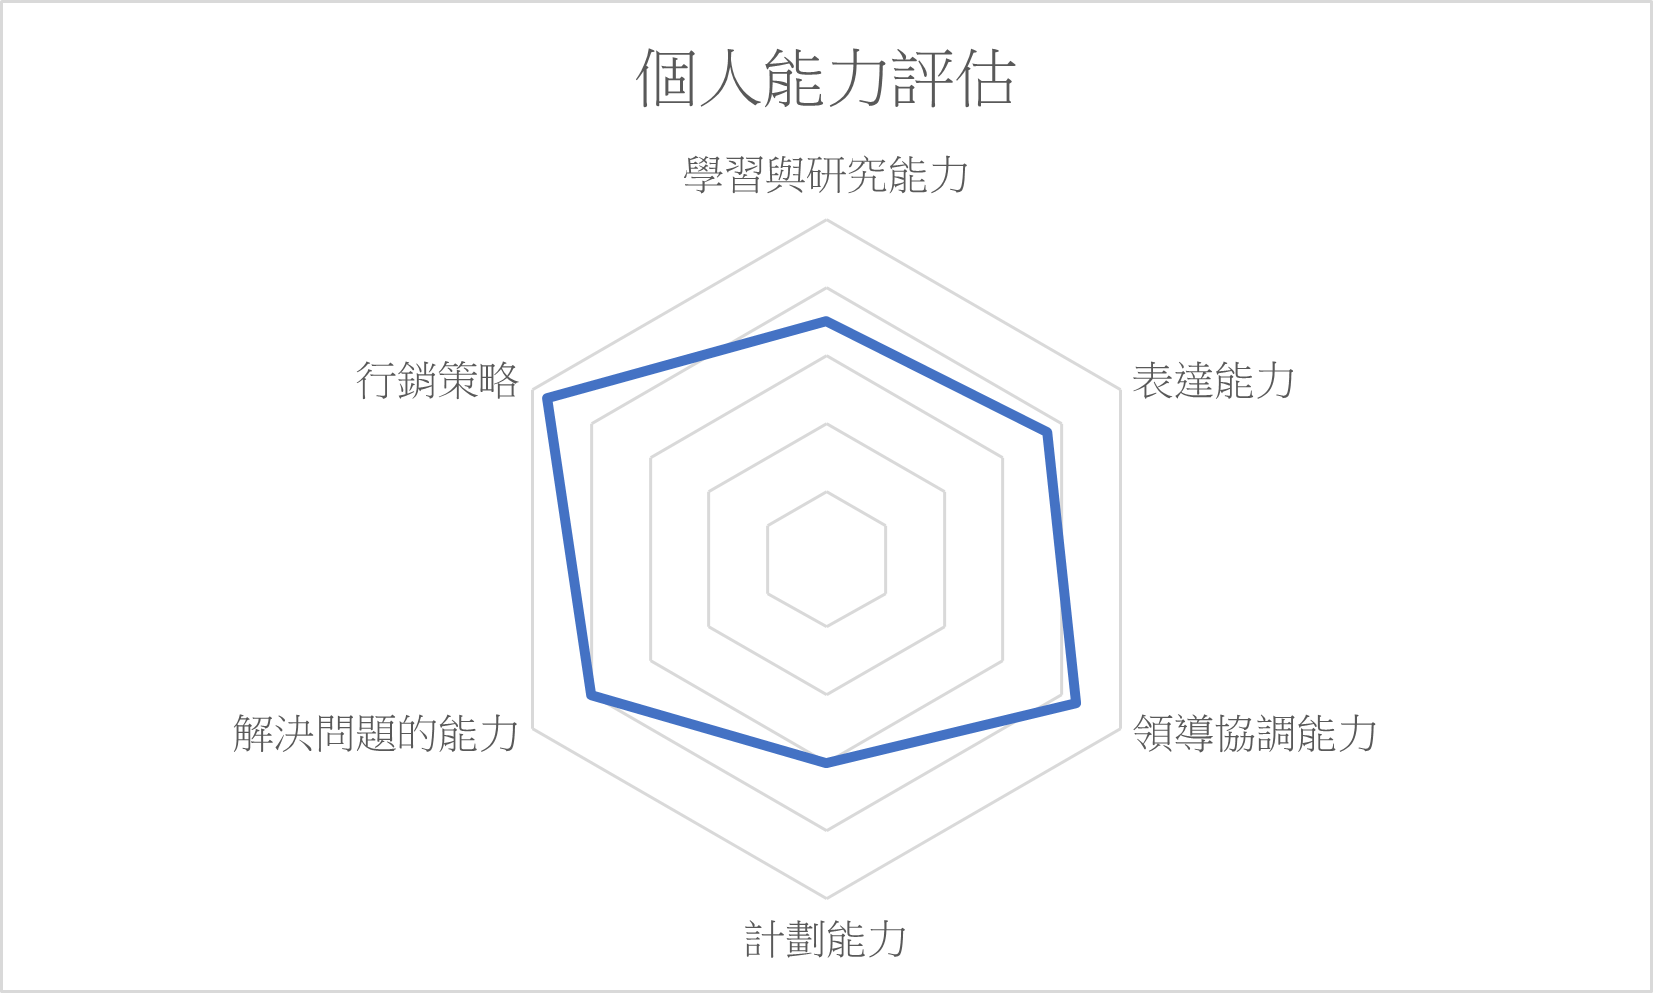 個人能力評估
學習與研究能力
表達能力
領導協調能力
計劃能力
解決問題的能力
行銷策略